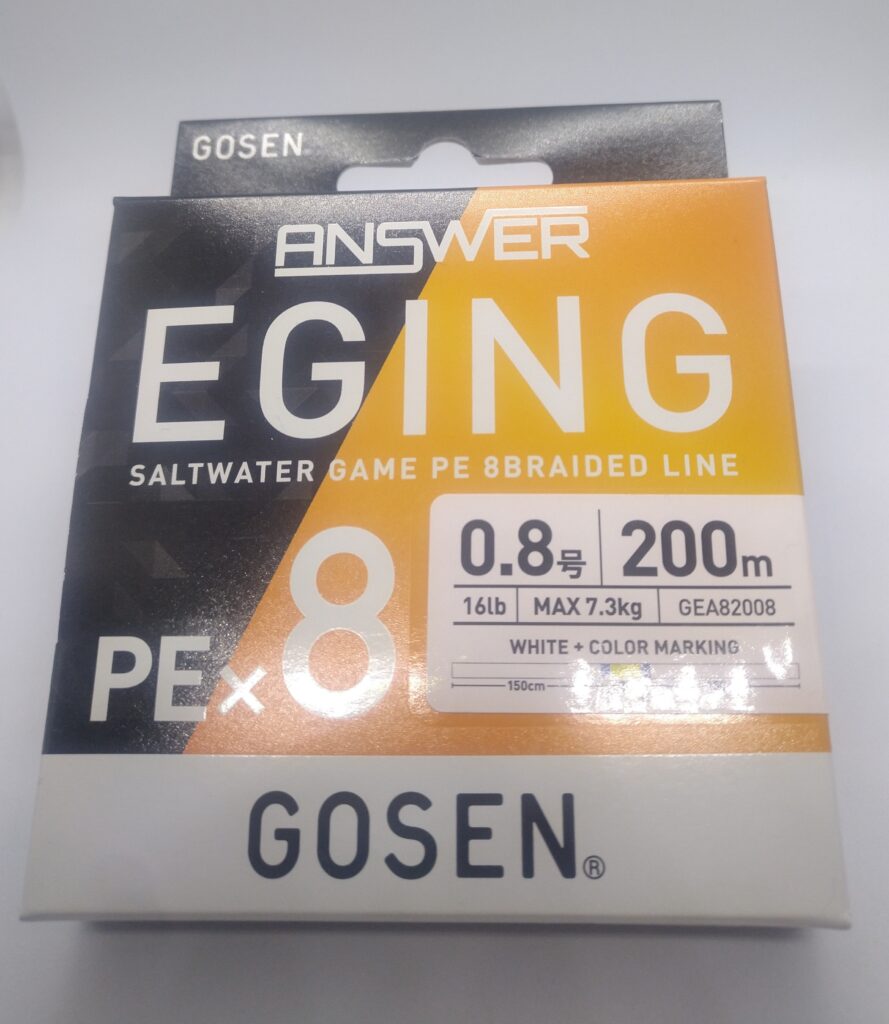 GOSEN
ANSWER
EGING
SALTWATER GAME PE 8BRAIDED LINE
0.8号 200m
16lb MAX 7.3kg GEA82008
WHITE + COLOR MARKING
150cm
PE×8
GOSEN®